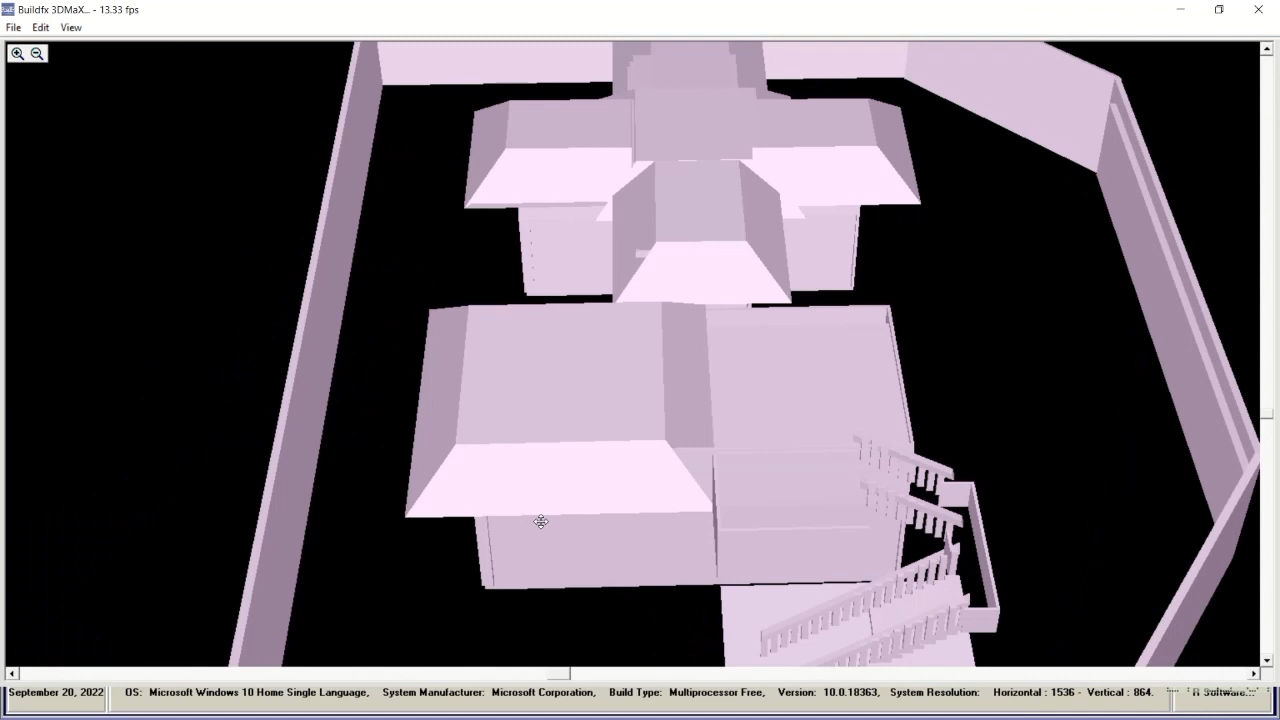 Buildfx 3DMaX... - 13.33 fps
File Edit View
September 20, 2022 OS: Microsoft Windows 10 Home Single Language, System Manufacturer: Microsoft Corporation, Build Type: Multiprocessor Free, Version: 10.0.18363, System Resolution: Horizontal : 1536 - Vertical : 864.